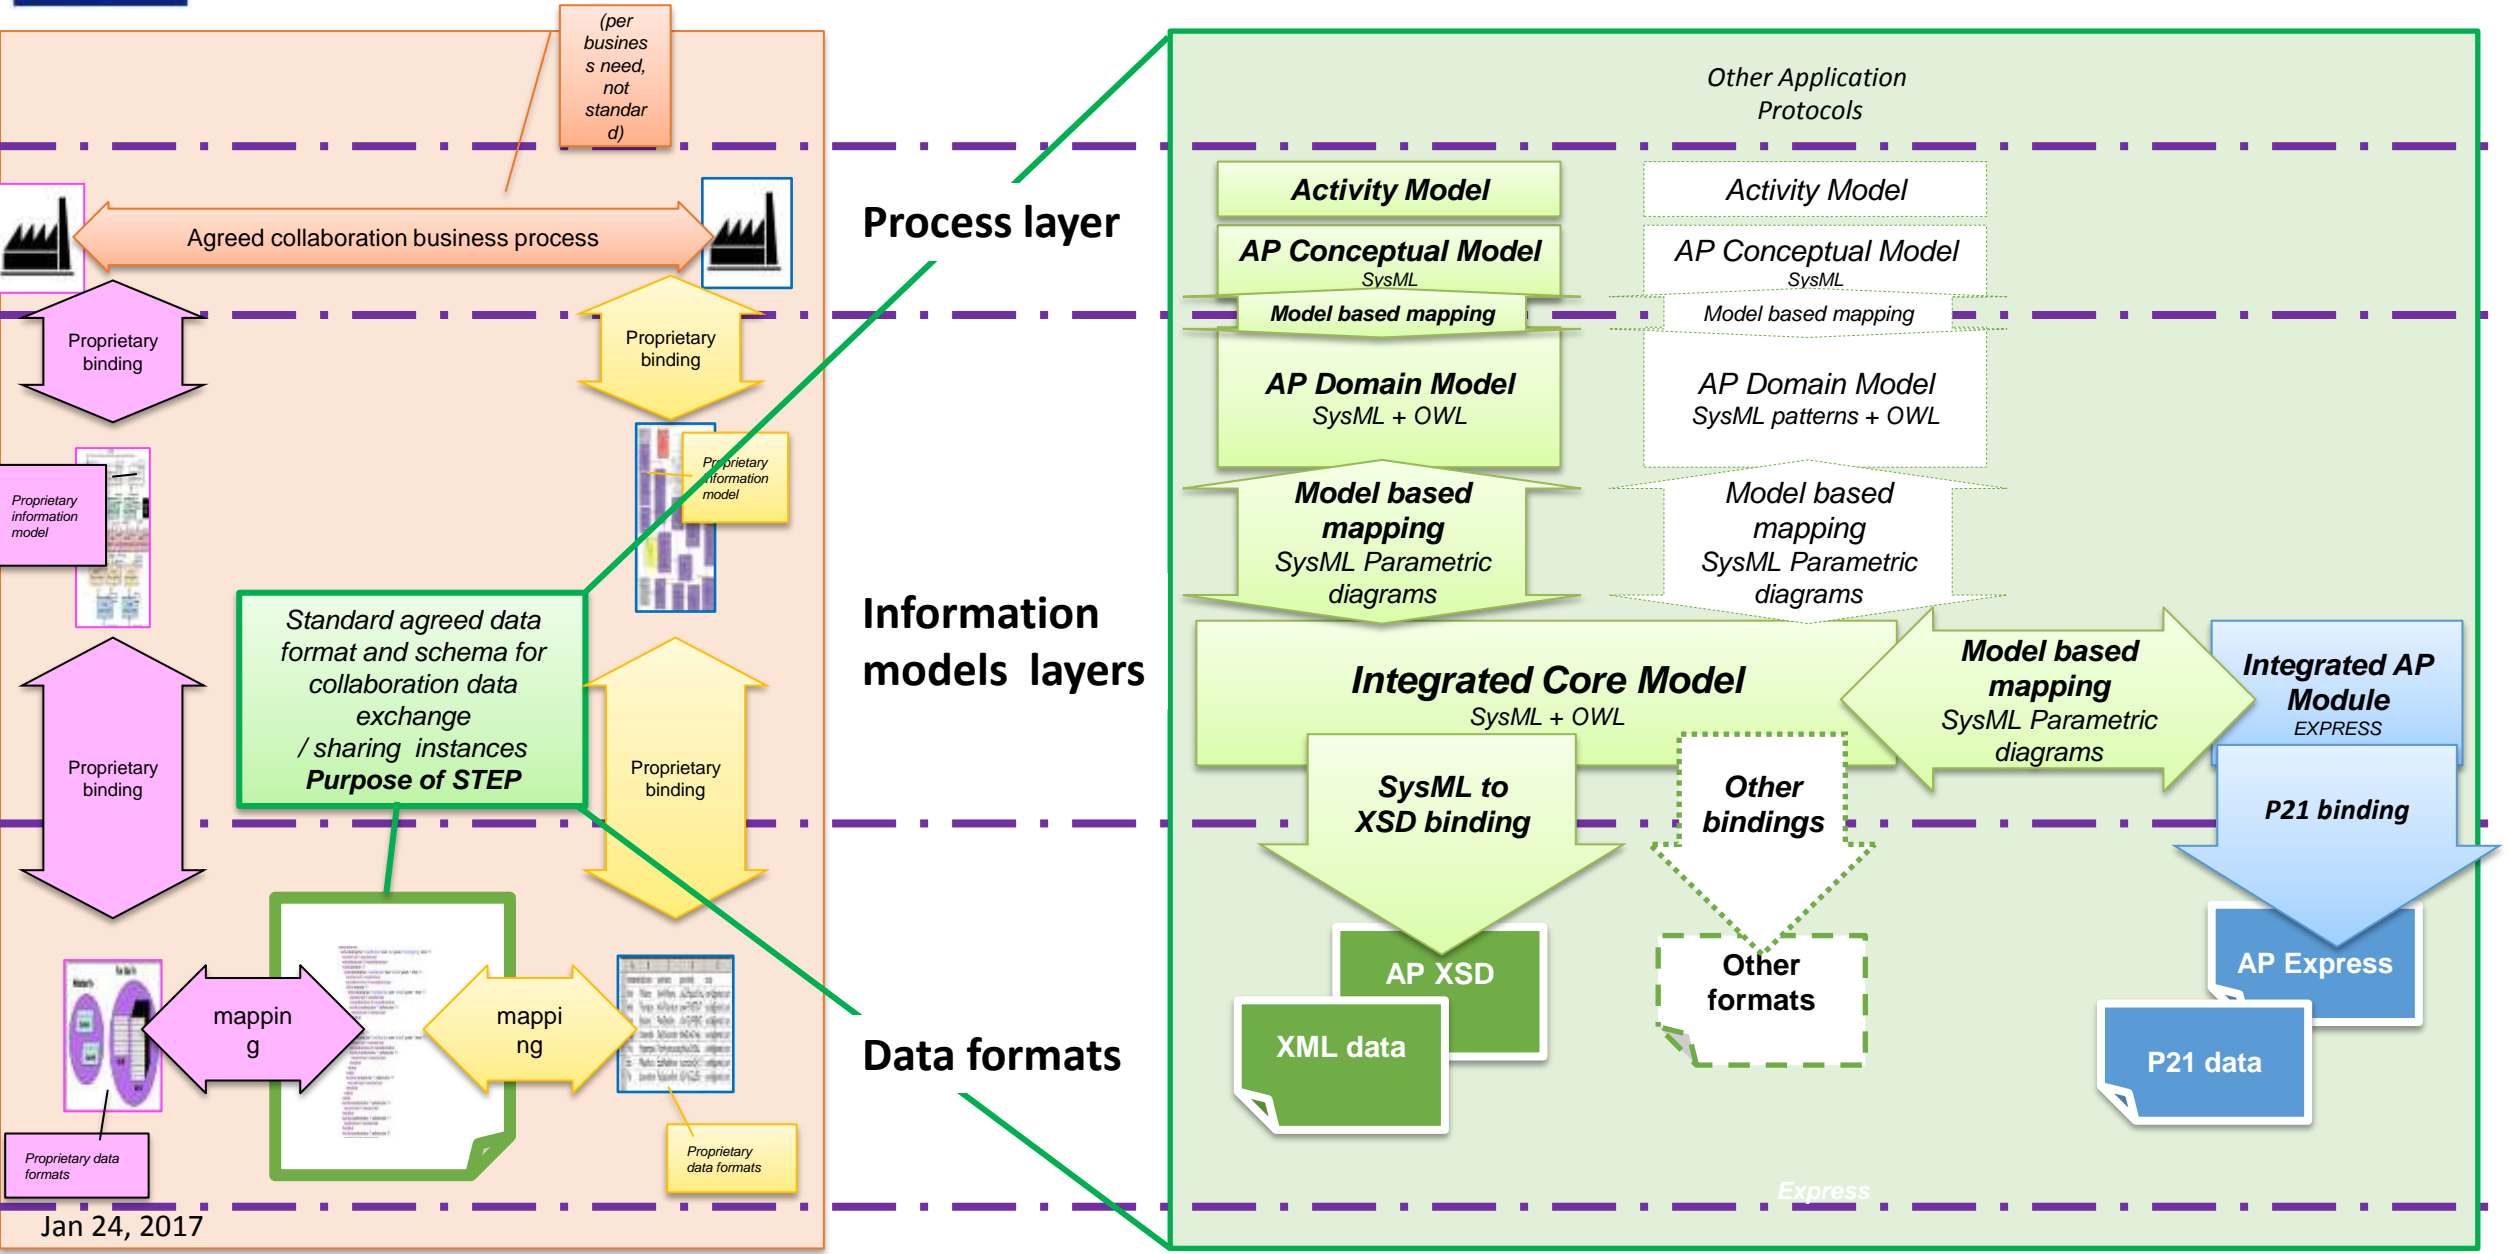 (per
busines
s need,
not
standar
d)
Agreed collaboration business process
Proprietary
binding
Proprietary
binding
Proprietary
information
model
Proprietary
information
model
Standard agreed data
format and schema for
collaboration data
exchange
/ sharing instances
Purpose of STEP
Proprietary
binding
Proprietary
binding
mappin
g
mappi
ng
Proprietary data
formats
Proprietary
data formats
Jan 24, 2017
Process layer
Information
models layers
Data formats
Other Application
Protocols
Activity Model
Activity Model
AP Conceptual Model
SysML
AP Conceptual Model
SysML
Model based mapping
Model based mapping
AP Domain Model
SysML + OWL
AP Domain Model
SysML patterns + OWL
Model based
mapping
SysML Parametric
diagrams
Model based
mapping
SysML Parametric
diagrams
Integrated Core Model
SysML + OWL
Model based
mapping
SysML Parametric
diagrams
Integrated AP
Module
EXPRESS
SysML to
XSD binding
Other
bindings
P21 binding
AP XSD
XML data
Other
formats
AP Express
P21 data
Express